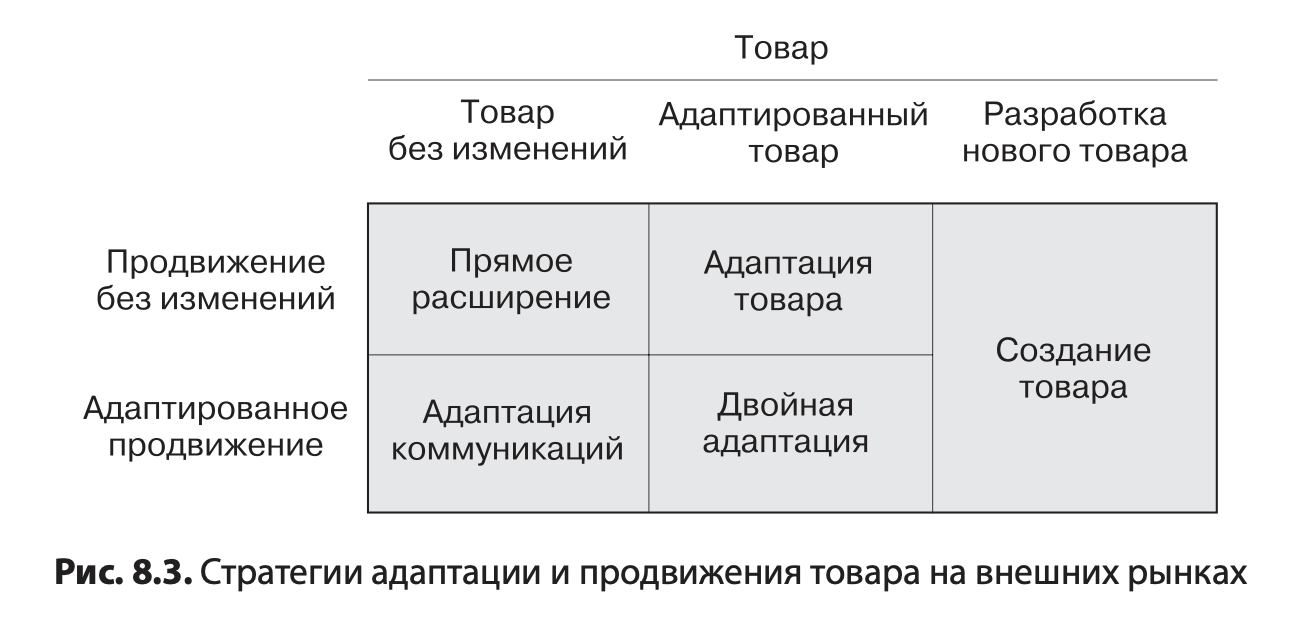 Товар
Товар
без изменений
Адаптированный
товар
Разработка
нового товара
Продвижение
без изменений
Прямое
расширение
Адаптация
товара
Создание
товара
Адаптированное
продвижение
Адаптация
коммуникаций
Двойная
адаптация
Рис. 8.3. Стратегии адаптации и продвижения товара на внешних рынках